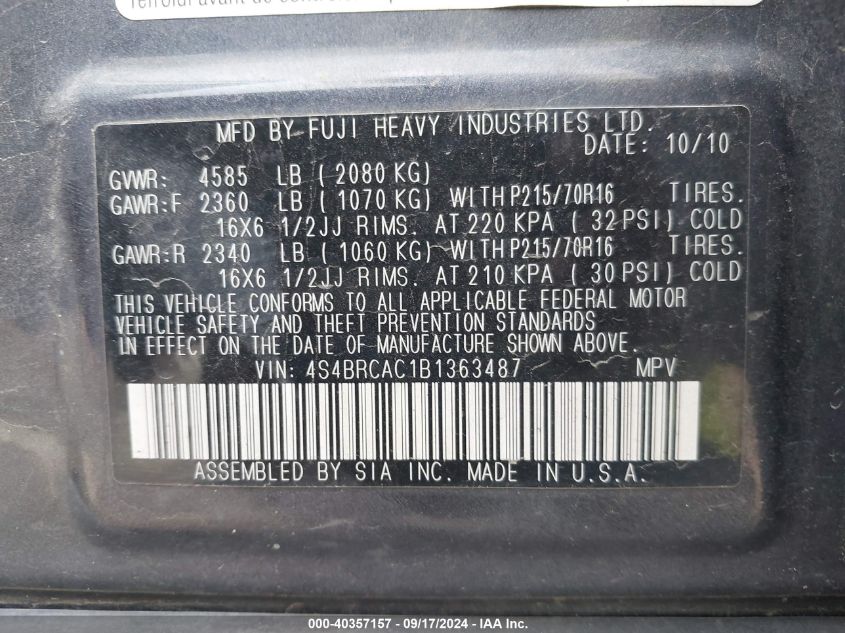 MFD BY FUJI HEAVY INDUSTRIES LTD.
DATE: 10/10
GVWR: 4585 LB ( 2080 KG)
GAWR:F 2360 LB ( 1070 KG) WITH P215/70R16 TIRES.
16X6 1/2JJ RIMS. AT 220 KPA ( 32 PSI) COLD
GAWR:R 2340 LB ( 1060 KG) WITH P215/70R16 TIRES.
16X6 1/2JJ RIMS. AT 210 KPA ( 30 PSI) COLD
THIS VEHICLE CONFORMS TO ALL APPLICABLE FEDERAL MOTOR
VEHICLE SAFETY AND THEFT PREVENTION STANDARDS
IN EFFECT ON THE DATE OF MANUFACTURE SHOWN ABOVE.
VIN: 4S4BRCAC1B1363487 MPV
ASSEMBLED BY SIA INC. MADE IN U.S.A.
000-40357157 - 09/17/2024 - IAA Inc.